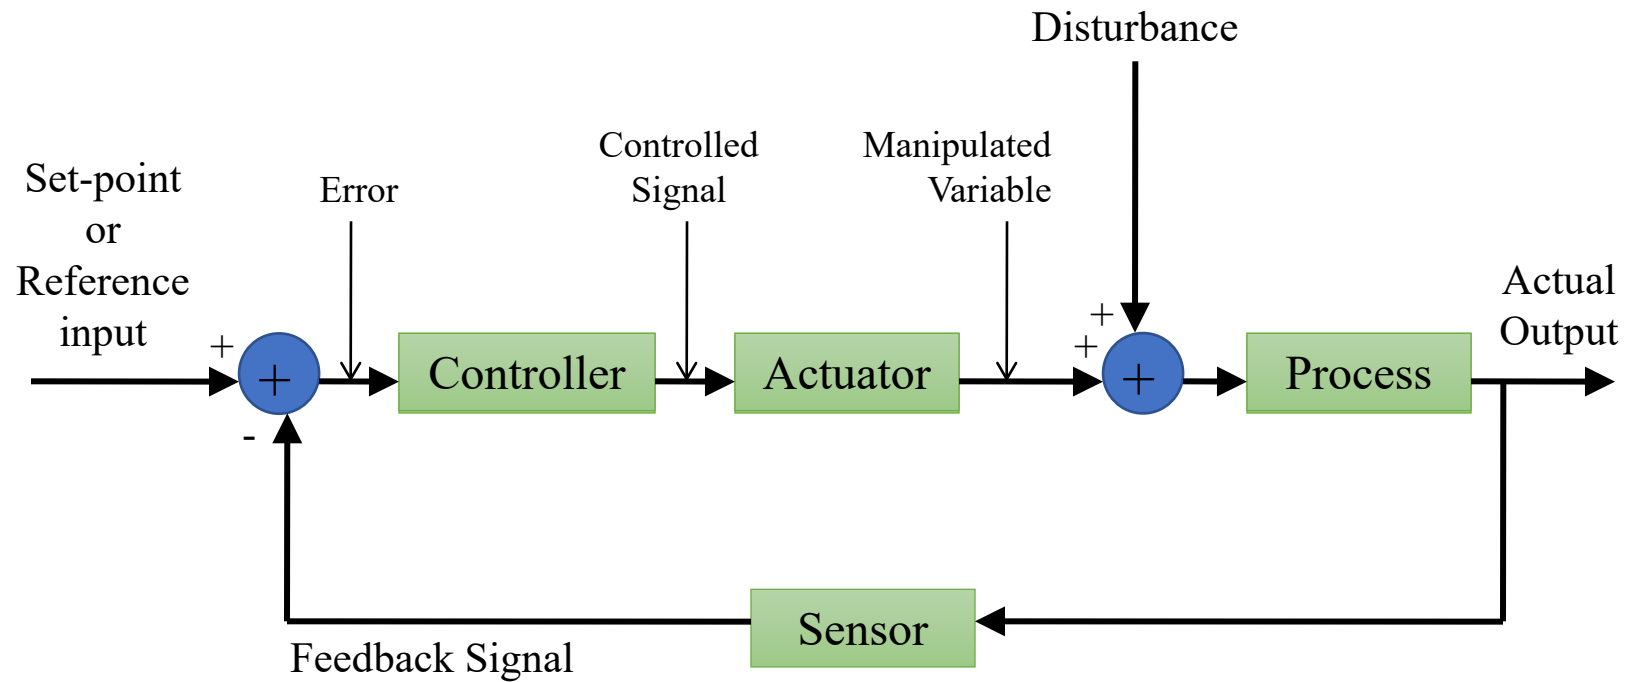 Disturbance
Controlled
Signal
Manipulated
Variable
Set-point
or
Reference
input
Error
Actual
Output
+
+
+
+
Controller
Actuator
+
Process
-
Sensor
Feedback Signal